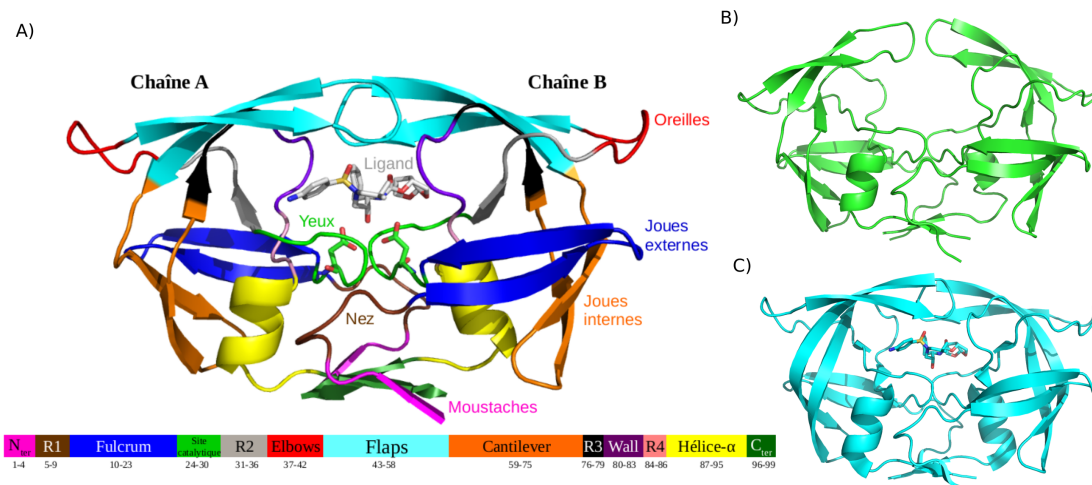 A)
B)
Chaîne A
Chaîne B
Oreilles
Ligand
Yeux
Joues
externes
C)
Nez
Joues
internes
Moustaches
Nter R1 Fulcrum Site catalytique R2 Elbows Flaps Cantilever R3 Wall R4 Hélice-α Cter
1-4 5-9 10-23 24-30 31-36 37-42 43-58 59-75 76-79 80-83 84-86 87-95 96-99